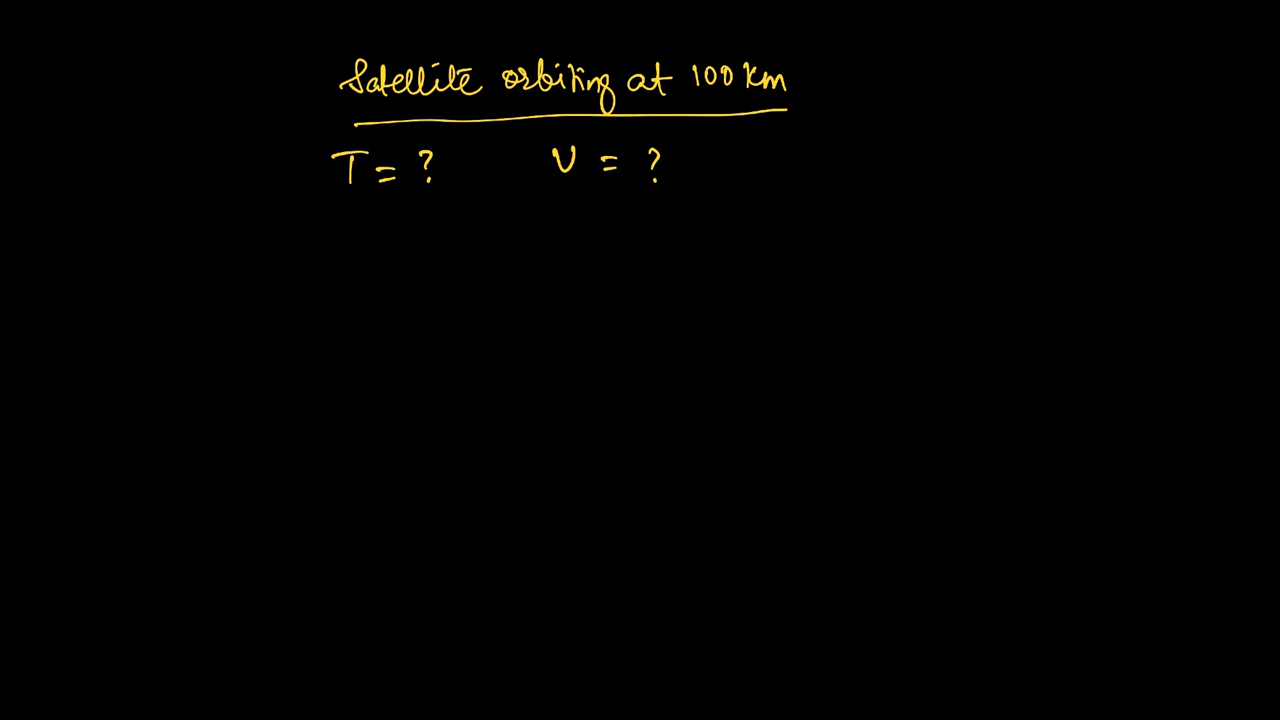 Satellite orbiting at 100 km
T = ? V = ?